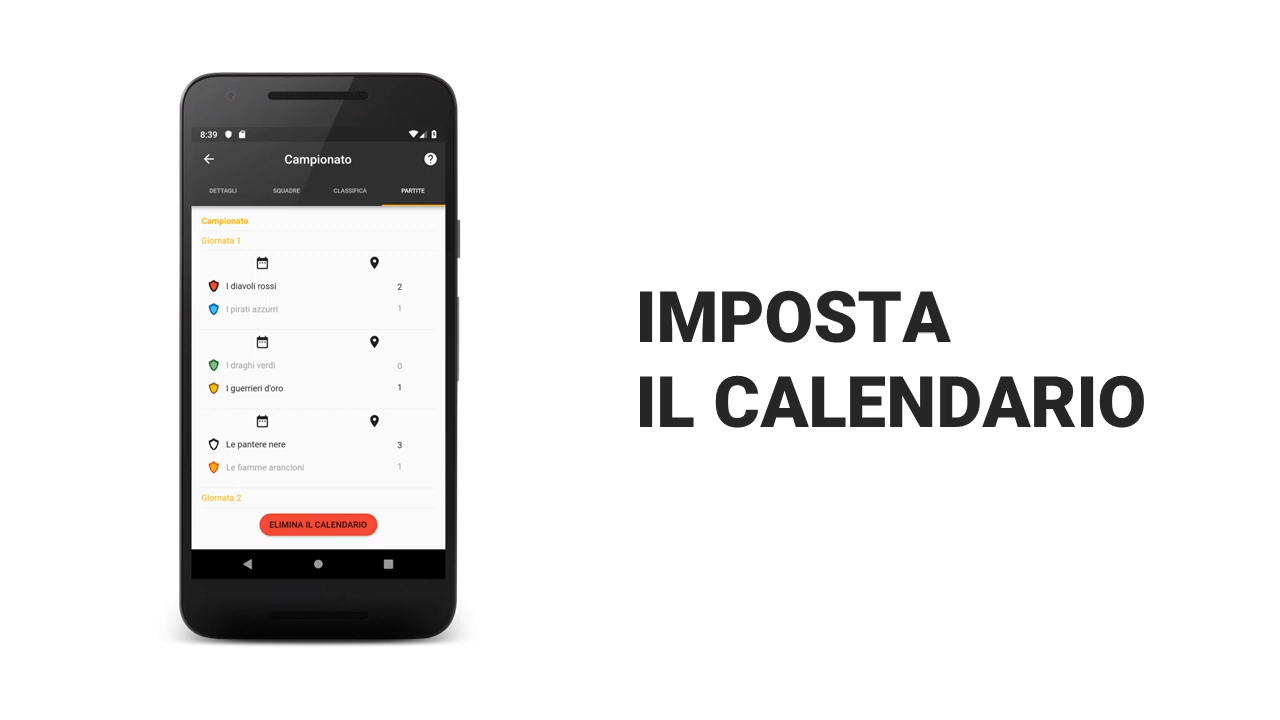 8:39
Campionato
DETTAGLI SQUADRE CLASSIFICA PARTITE
Campionato
Giornata 1
I diavoli rossi 2
I pirati azzurri 1
I draghi verdi 0
I guerrieri d'oro 1
Le pantere nere 3
Le fiamme arancioni 1
Giornata 2
ELIMINA IL CALENDARIO
IMPOSTA
IL CALENDARIO